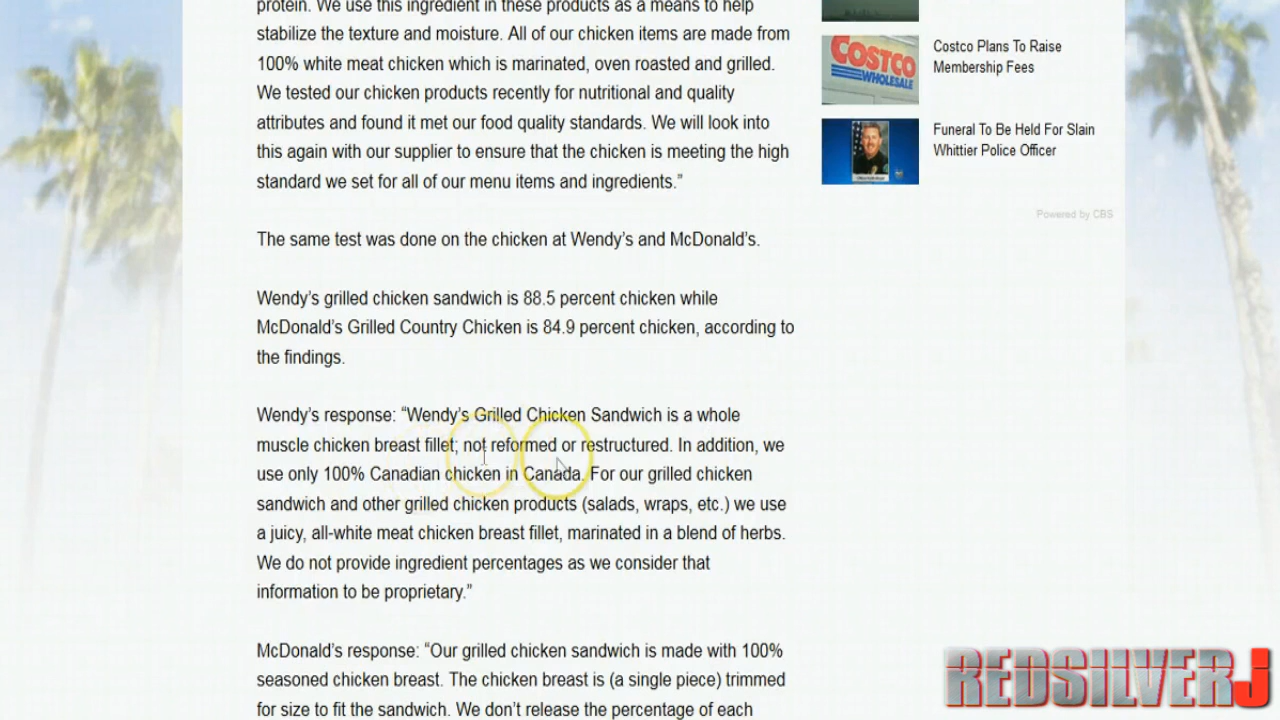 protein. We use this ingredient in these products as a means to help
stabilize the texture and moisture. All of our chicken items are made from
100% white meat chicken which is marinated, oven roasted and grilled.
We tested our chicken products recently for nutritional and quality
attributes and found it met our food quality standards. We will look into
this again with our supplier to ensure that the chicken is meeting the high
standard we set for all of our menu items and ingredients.”
The same test was done on the chicken at Wendy’s and McDonald’s.
Wendy’s grilled chicken sandwich is 88.5 percent chicken while
McDonald’s Grilled Country Chicken is 84.9 percent chicken, according to
the findings.
Wendy’s response: “Wendy’s Grilled Chicken Sandwich is a whole
muscle chicken breast fillet; not reformed or restructured. In addition, we
use only 100% Canadian chicken in Canada. For our grilled chicken
sandwich and other grilled chicken products (salads, wraps, etc.) we use
a juicy, all-white meat chicken breast fillet, marinated in a blend of herbs.
We do not provide ingredient percentages as we consider that
information to be proprietary.”
McDonald’s response: “Our grilled chicken sandwich is made with 100%
seasoned chicken breast. The chicken breast is (a single piece) trimmed
for size to fit the sandwich. We don’t release the percentage of each
COSTCO
WHOLESALE
Costco Plans To Raise
Membership Fees
Funeral To Be Held For Slain
Whittier Police Officer
Powered by CBS
REDSILVERJ